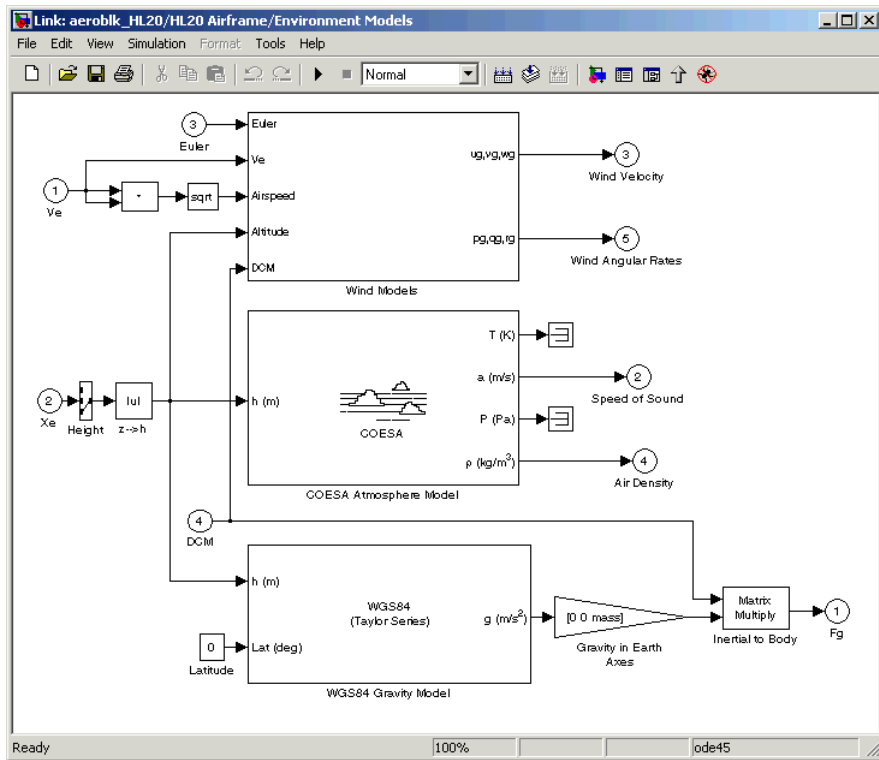 Link: aeroblk_HL20/HL20 Airframe/Environment Models
File Edit View Simulation Format Tools Help
Normal
3
Euler
Euler
1
Ve
Ve
sqrt
Airspeed
Altitude
DCM
ug,vg,wg
3
Wind Velocity
pg,qg,rg
5
Wind Angular Rates
Wind Models
2
Xe
Height
|u|
z-->h
h (m)
COESA
T (K)
a (m/s)
2
Speed of Sound
P (Pa)
ρ (kg/m³)
4
Air Density
COESA Atmosphere Model
4
DCM
h (m)
WGS84
(Taylor Series)
g (m/s²)
0
Latitude
Lat (deg)
WGS84 Gravity Model
[0 0 mass]
Gravity in Earth
Axes
Matrix
Multiply
Inertial to Body
1
Fg
Ready
100%
ode45